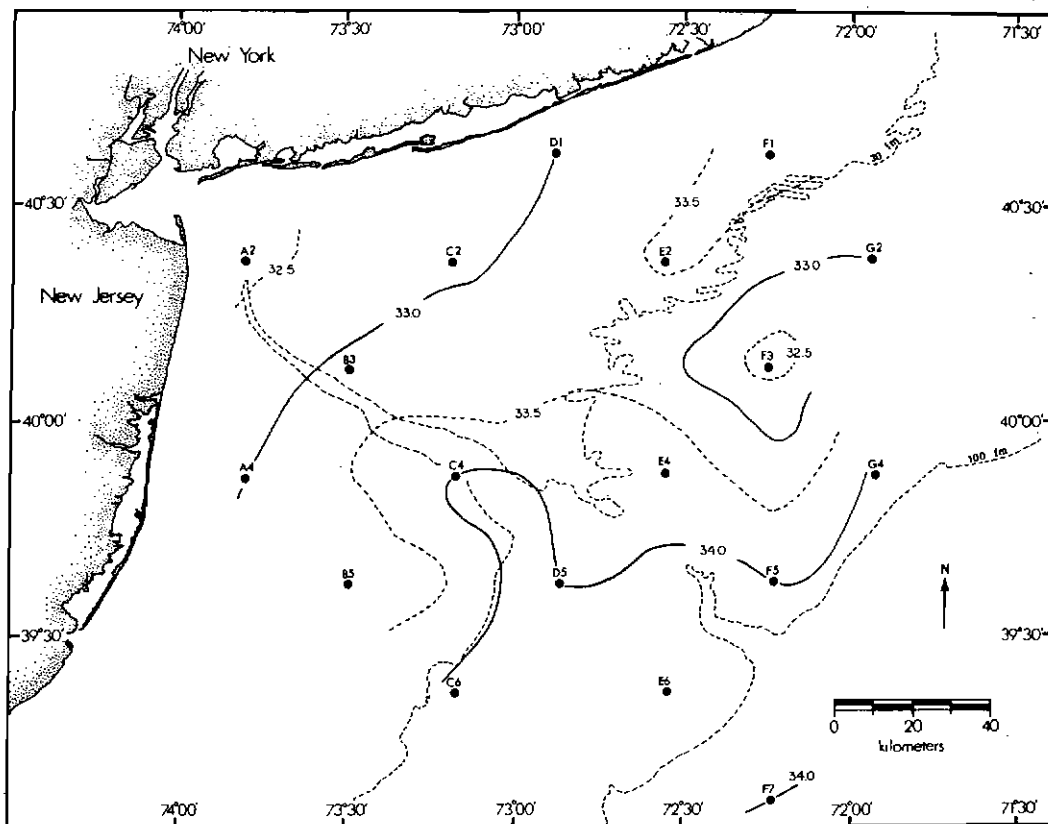 74°00' 73°30' 73°00' 72°30' 72°00' 71°30'
New York
D1 F1
30 fm
40°30' 33.5 40°30'
A2 C2 E2 G2
32.5 33.0
New Jersey
33.0
B3 F3 32.5
40°00' 33.5 40°00'
A4 C4 E4 G4
100 fm
34.0
B5 D5 F5
N
39°30' 39°30'
C6 E6
0 20 40
kilometers
34.0
F7
74°00' 73°30' 73°00' 72°30' 72°00' 71°30'